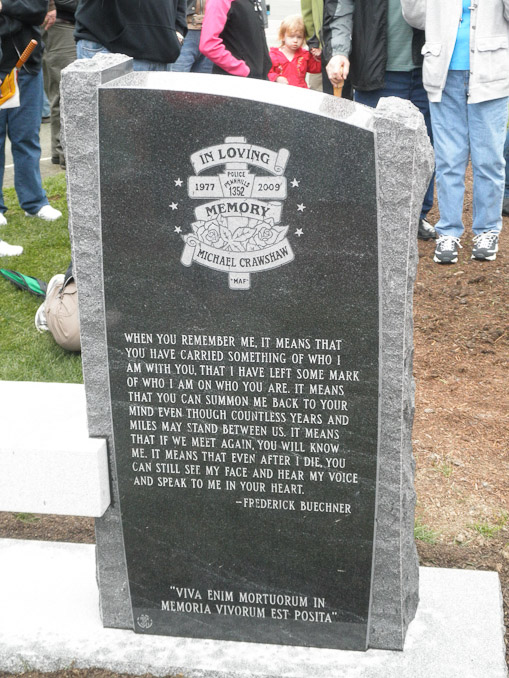 IN LOVING
POLICE
PENN HILLS
1977 1352 2009
MEMORY
MICHAEL CRAWSHAW
"MAF"
WHEN YOU REMEMBER ME, IT MEANS THAT
YOU HAVE CARRIED SOMETHING OF WHO I
AM WITH YOU, THAT I HAVE LEFT SOME MARK
OF WHO I AM ON WHO YOU ARE. IT MEANS
THAT YOU CAN SUMMON ME BACK TO YOUR
MIND EVEN THOUGH COUNTLESS YEARS AND
MILES MAY STAND BETWEEN US. IT MEANS
THAT IF WE MEET AGAIN, YOU WILL KNOW
ME. IT MEANS THAT EVEN AFTER I DIE, YOU
CAN STILL SEE MY FACE AND HEAR MY VOICE
AND SPEAK TO ME IN YOUR HEART.
–FREDERICK BUECHNER
"VIVA ENIM MORTUORUM IN
MEMORIA VIVORUM EST POSITA"